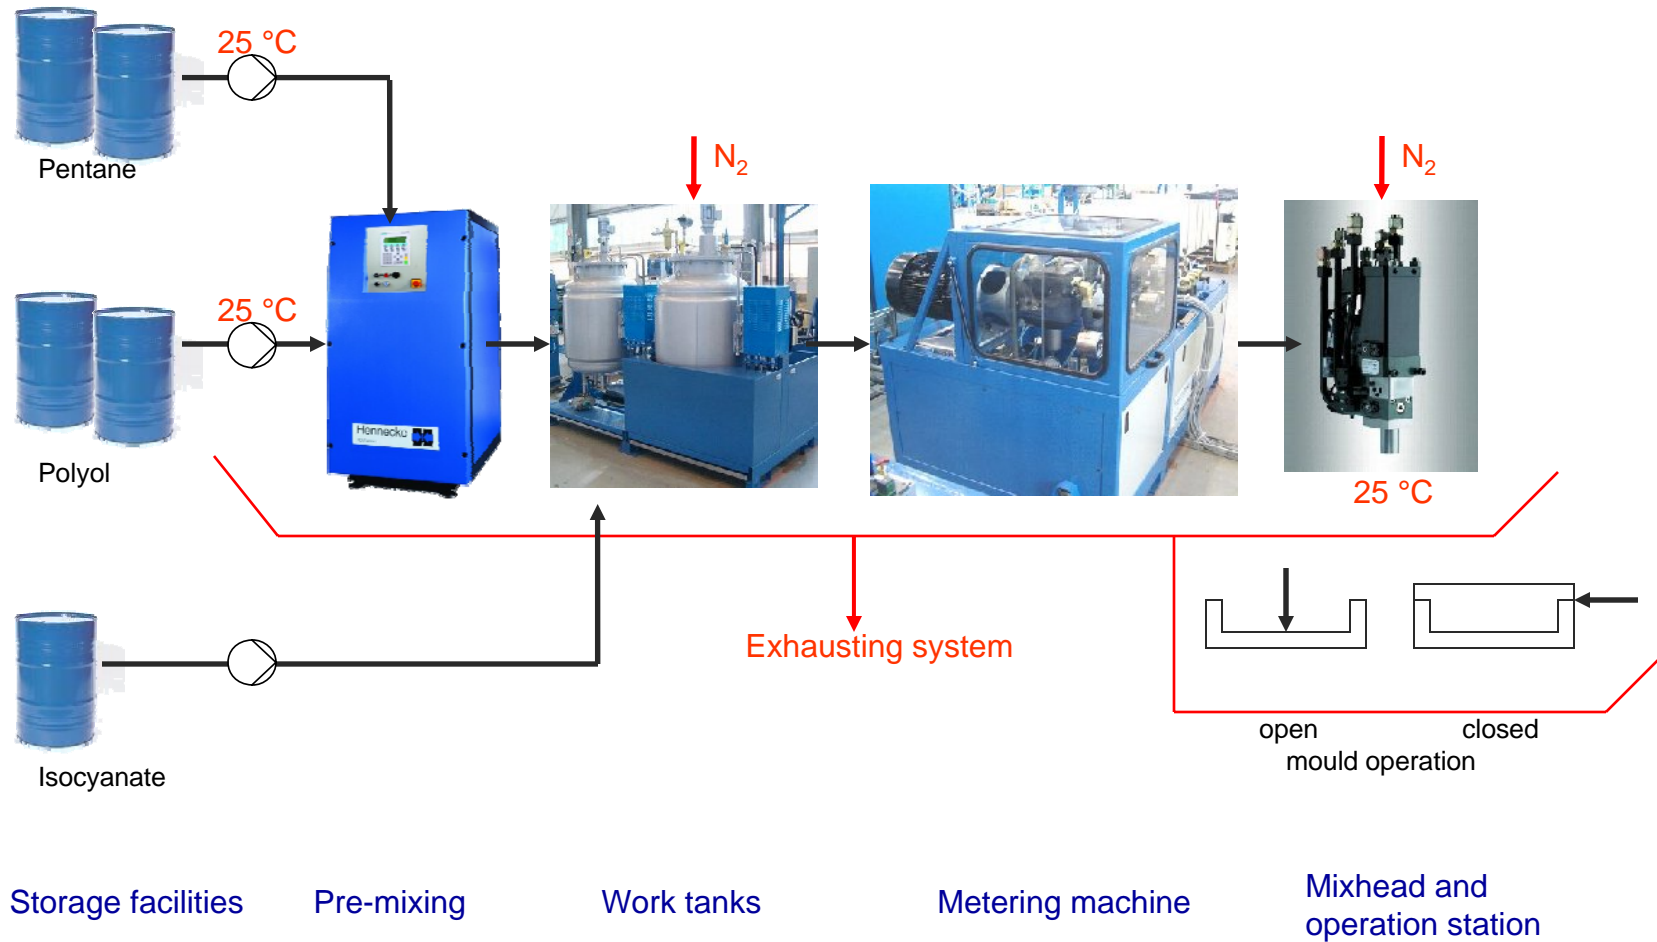 25 °C
Pentane
N₂
N₂
25 °C
Hennecke
Polyol
25 °C
Exhausting system
open
closed
mould operation
Isocyanate
Storage facilities
Pre-mixing
Work tanks
Metering machine
Mixhead and
operation station